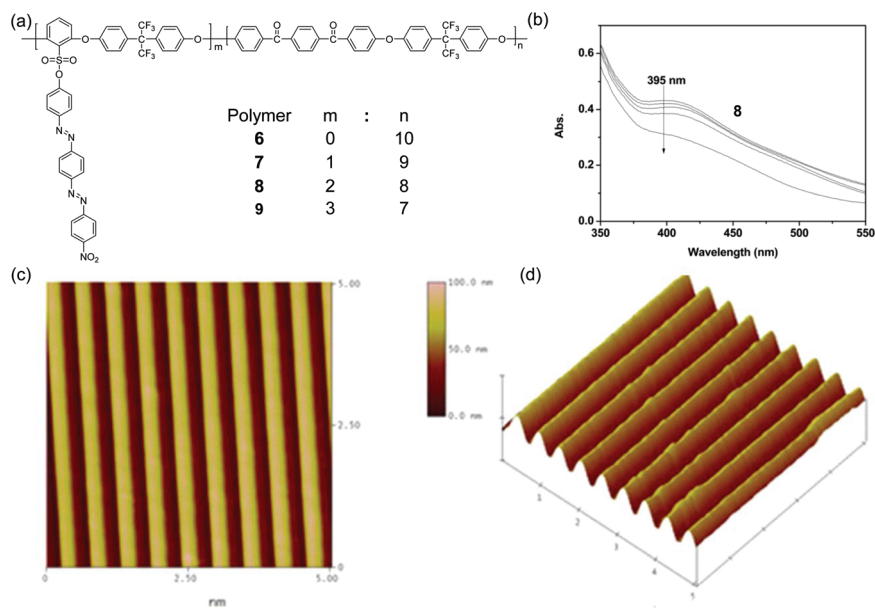 (a)
CF₃
CF₃
O
O
CF₃
CF₃
O
O
m
O
O
n
O=S=O
CF₃
CF₃
O
N=N
N=N
NO₂
Polymer m : n
6 0 10
7 1 9
8 2 8
9 3 7
(b)
0.6
395 nm
8
0.4
Abs.
0.2
0.0
350 400 450 500 550
Wavelength (nm)
(c)
5.00
2.50
0
0 2.50 5.00
nm
100.0 nm
50.0 nm
0.0 nm
(d)
1
2
3
4
5